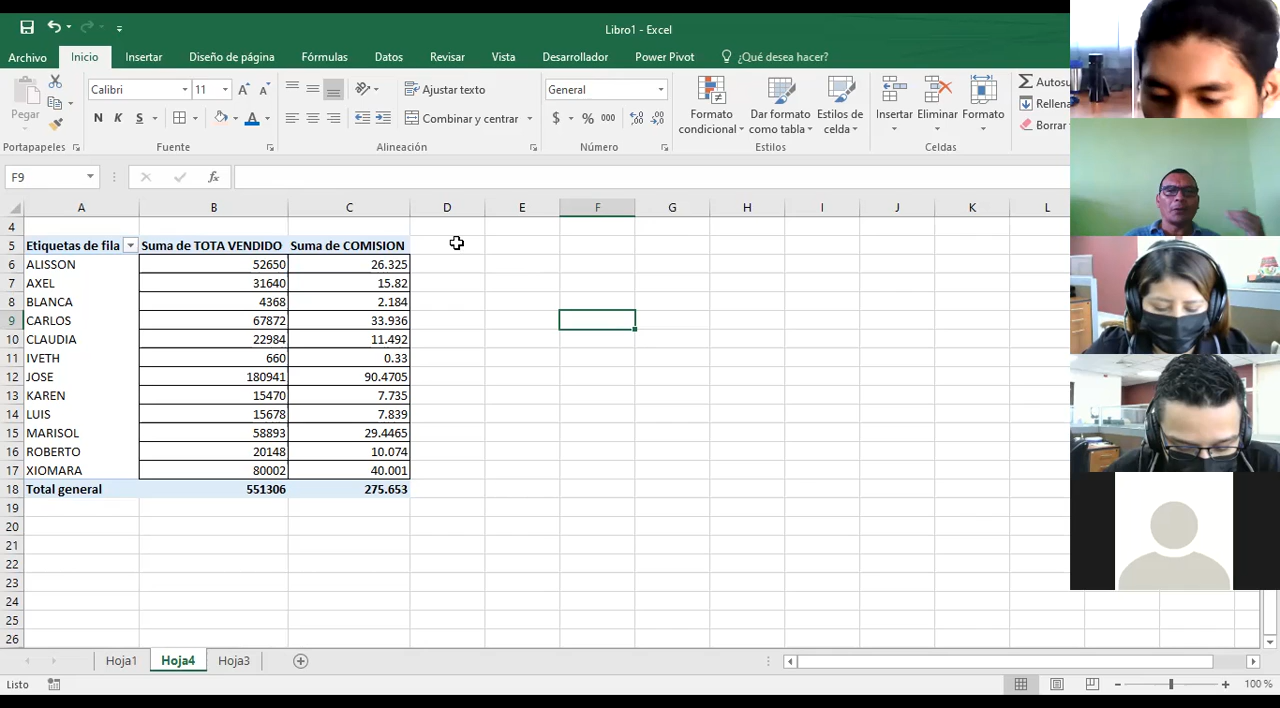 Libro1 - Excel
Archivo Inicio Insertar Diseño de página Fórmulas Datos Revisar Vista Desarrollador Power Pivot ¿Qué desea hacer?
Pegar
Calibri 11
N K S
Ajustar texto
Combinar y centrar
General
$ % 000
Formato condicional
Dar formato como tabla
Estilos de celda
Insertar Eliminar Formato
Autosu
Rellena
Borrar
Portapapeles Fuente Alineación Número Estilos Celdas
F9 fx
A B C D E F G H I J K L
4
5 Etiquetas de fila Suma de TOTA VENDIDO Suma de COMISION
6 ALISSON 52650 26.325
7 AXEL 31640 15.82
8 BLANCA 4368 2.184
9 CARLOS 67872 33.936
10 CLAUDIA 22984 11.492
11 IVETH 660 0.33
12 JOSE 180941 90.4705
13 KAREN 15470 7.735
14 LUIS 15678 7.839
15 MARISOL 58893 29.4465
16 ROBERTO 20148 10.074
17 XIOMARA 80002 40.001
18 Total general 551306 275.653
19
20
21
22
23
24
25
26
Hoja1 Hoja4 Hoja3
Listo 100 %